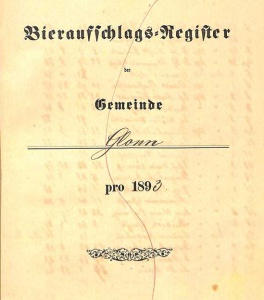 Bieraufschlags-Register
der
Gemeinde
Glonn
pro 1893